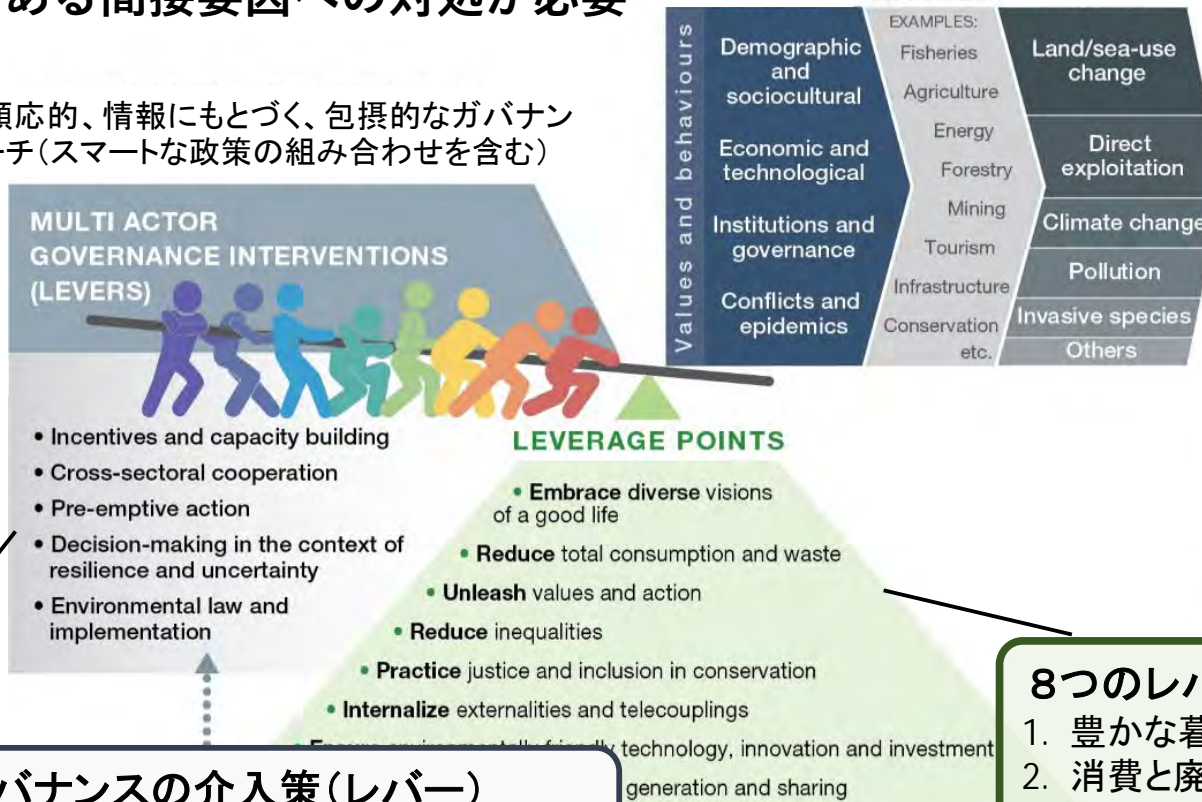 ある間接要因への対処が必要
順応的、情報にもとづく、包摂的なガバナン
ーチ（スマートな政策の組み合わせを含む）
Values and behaviours
Demographic
and
sociocultural
Economic and
technological
Institutions and
governance
Conflicts and
epidemics
EXAMPLES:
Fisheries
Agriculture
Energy
Forestry
Mining
Tourism
Infrastructure
Conservation
etc.
Land/sea-use
change
Direct
exploitation
Climate change
Pollution
Invasive species
Others
MULTI ACTOR
GOVERNANCE INTERVENTIONS
(LEVERS)
• Incentives and capacity building
• Cross-sectoral cooperation
• Pre-emptive action
• Decision-making in the context of
resilience and uncertainty
• Environmental law and
implementation
LEVERAGE POINTS
• Embrace diverse visions
of a good life
• Reduce total consumption and waste
• Unleash values and action
• Reduce inequalities
• Practice justice and inclusion in conservation
• Internalize externalities and telecouplings
technology, innovation and investment
generation and sharing
バナンスの介入策（レバー）
８つのレバ
1. 豊かな暮
2. 消費と廃